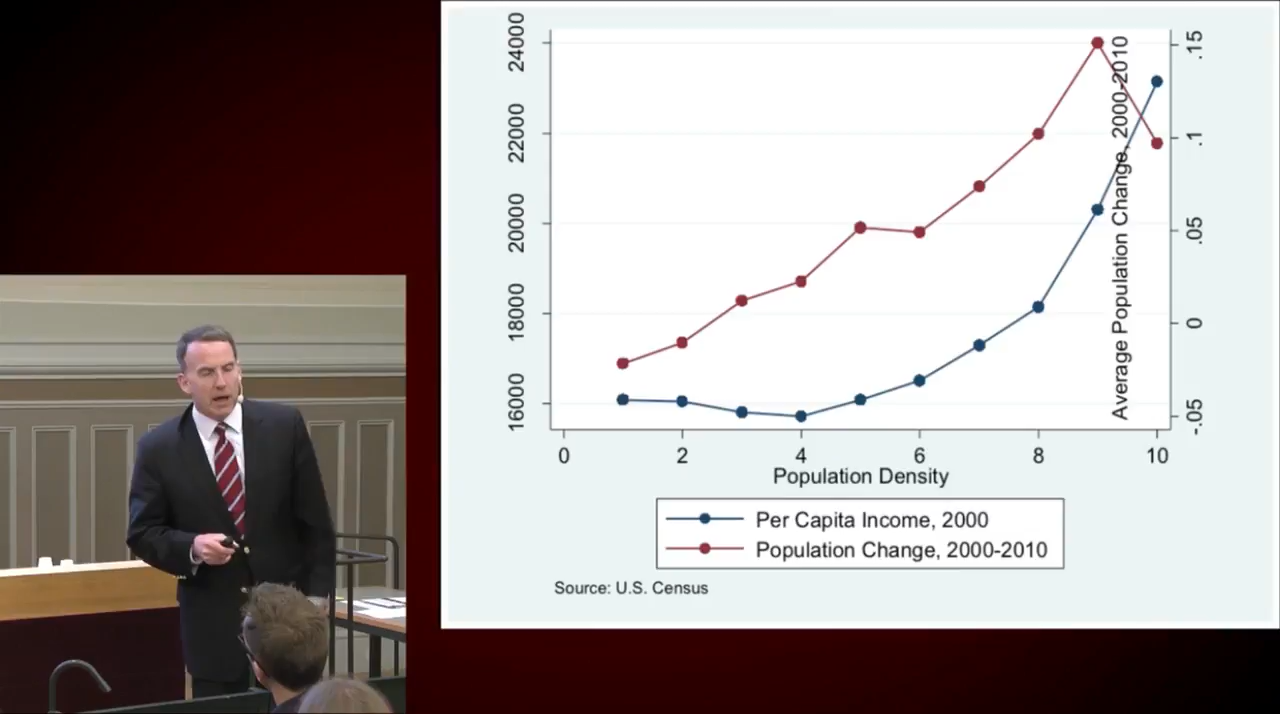 24000
22000
20000
18000
16000
.15
.1
.05
0
-.05
Average Population Change, 2000-2010
0 2 4 6 8 10
Population Density
Per Capita Income, 2000
Population Change, 2000-2010
Source: U.S. Census